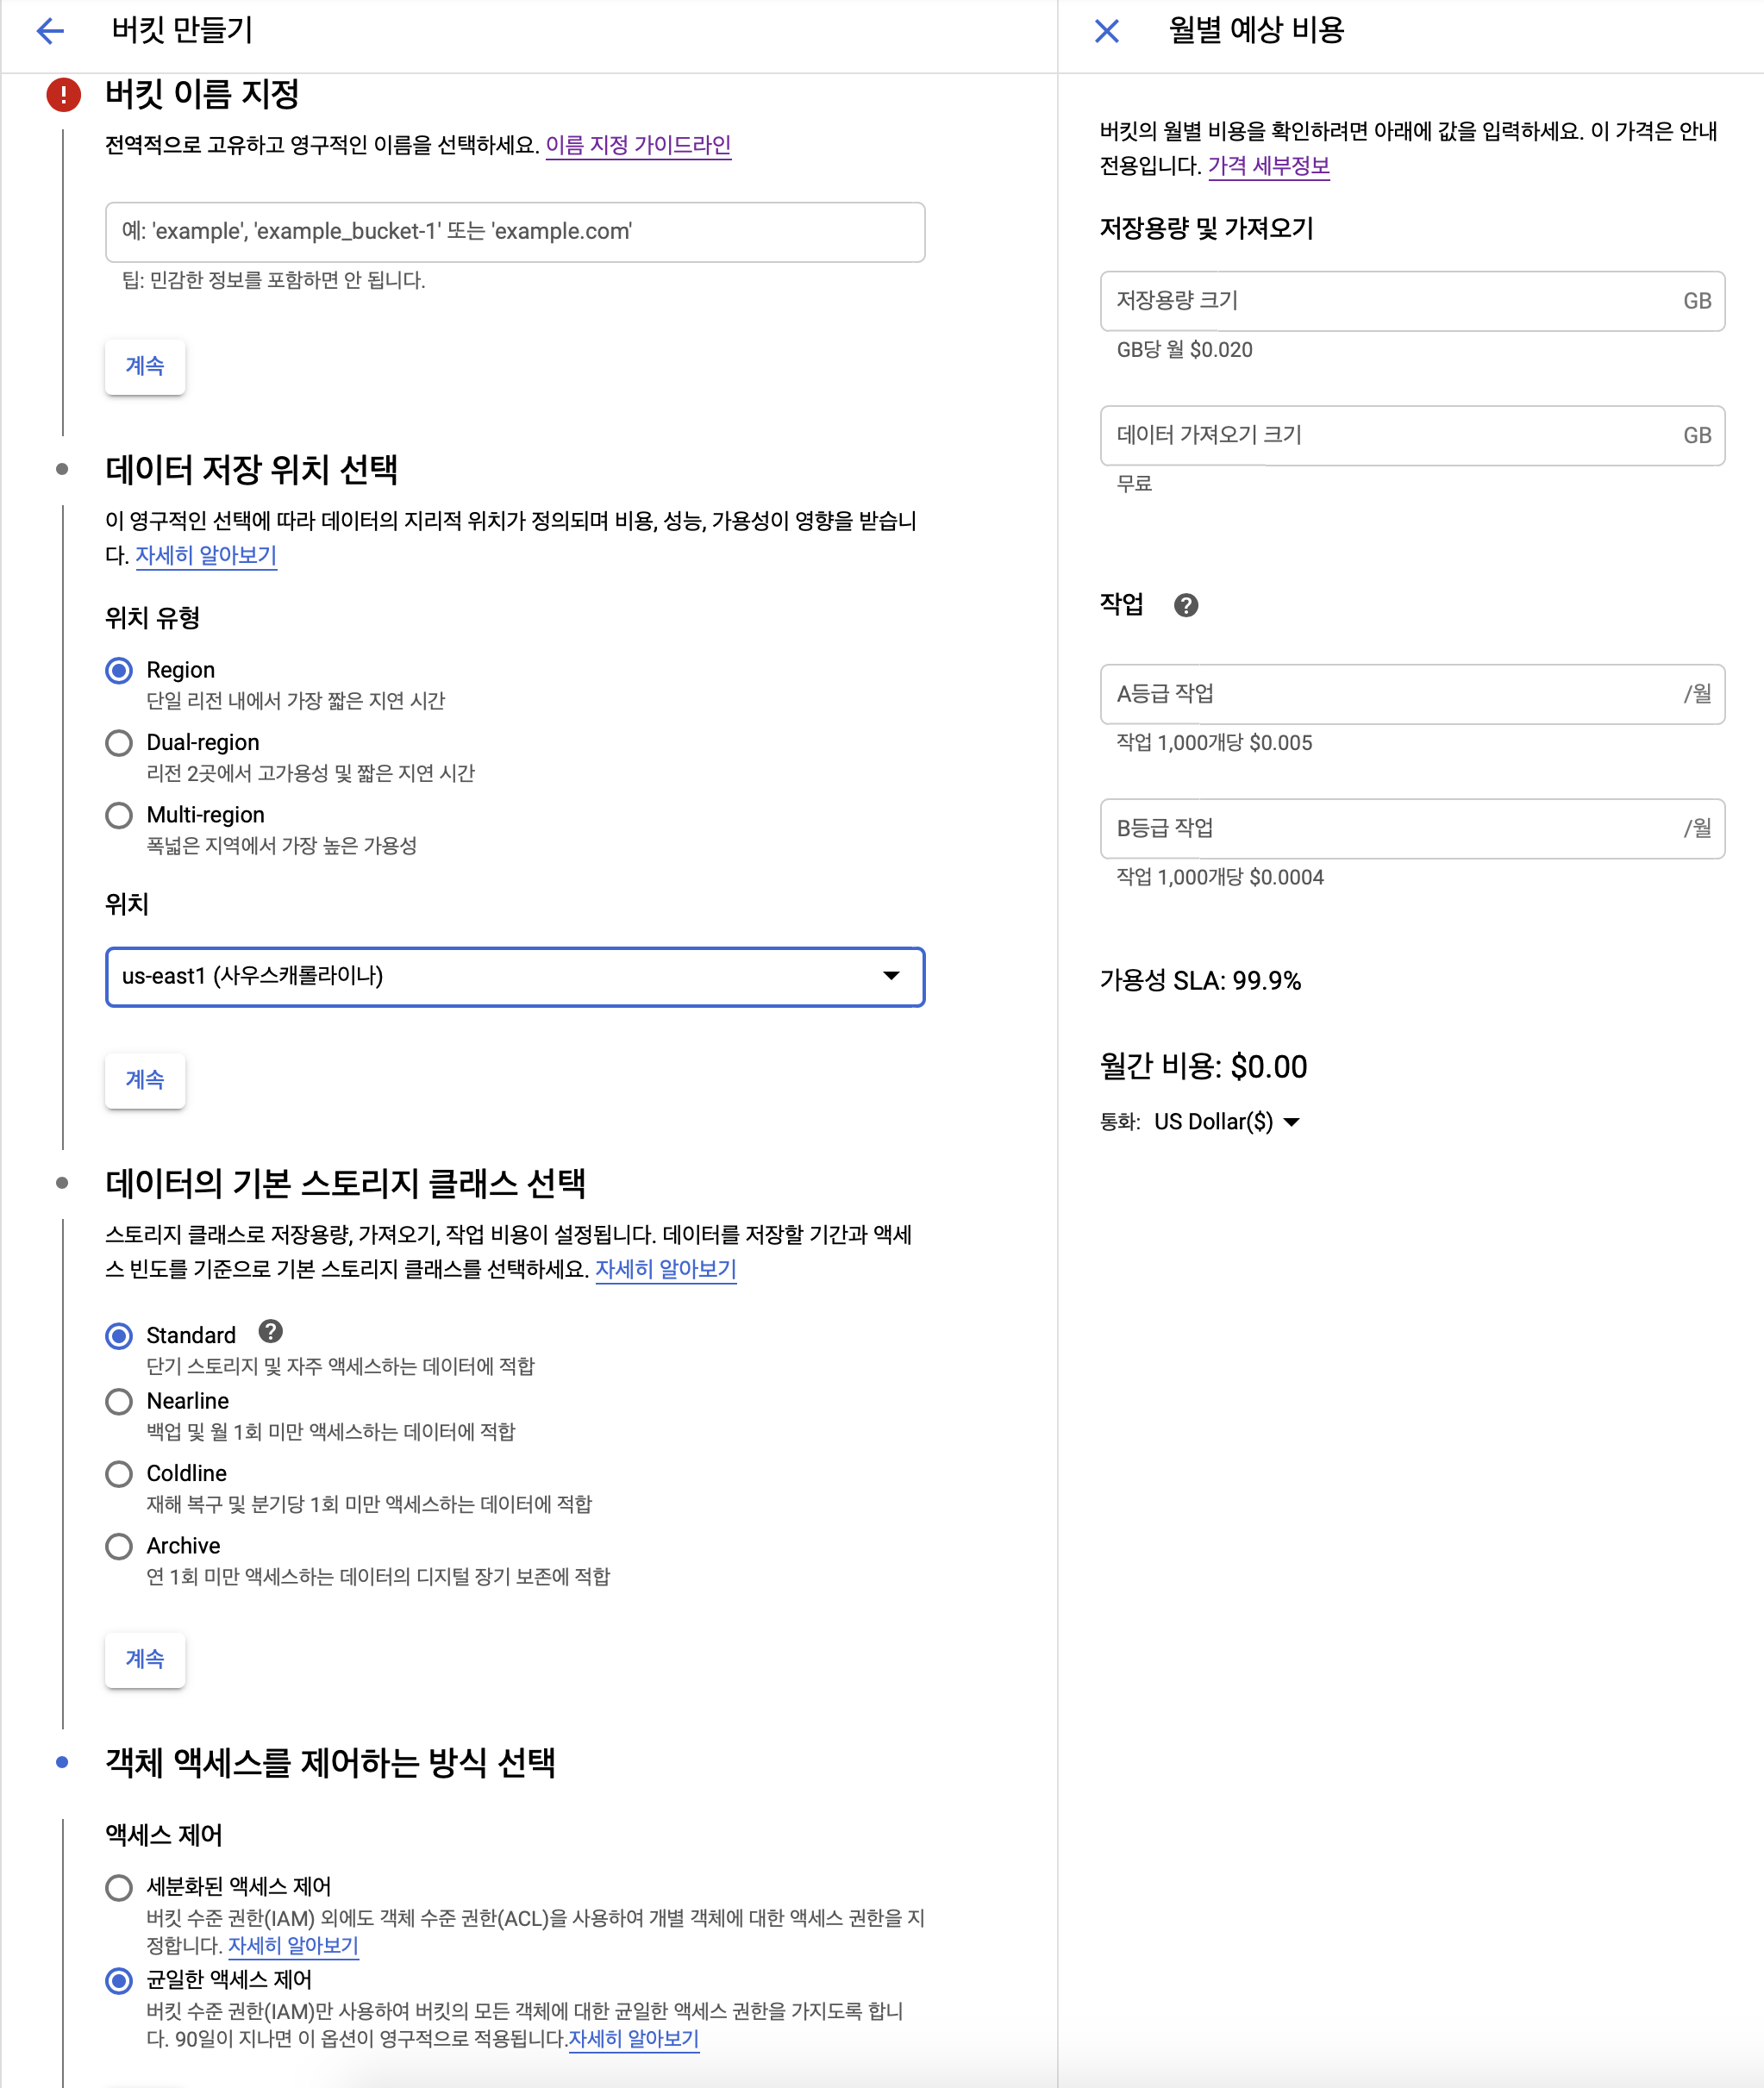 버킷 만들기
버킷 이름 지정
전역적으로 고유하고 영구적인 이름을 선택하세요. 이름 지정 가이드라인
예: 'example', 'example_bucket-1' 또는 'example.com'
팁: 민감한 정보를 포함하면 안 됩니다.
계속
데이터 저장 위치 선택
이 영구적인 선택에 따라 데이터의 지리적 위치가 정의되며 비용, 성능, 가용성이 영향을 받습니
다. 자세히 알아보기
위치 유형
Region
단일 리전 내에서 가장 짧은 지연 시간
Dual-region
리전 2곳에서 고가용성 및 짧은 지연 시간
Multi-region
폭넓은 지역에서 가장 높은 가용성
위치
us-east1 (사우스캐롤라이나)
계속
데이터의 기본 스토리지 클래스 선택
스토리지 클래스로 저장용량, 가져오기, 작업 비용이 설정됩니다. 데이터를 저장할 기간과 액세
스 빈도를 기준으로 기본 스토리지 클래스를 선택하세요. 자세히 알아보기
Standard
단기 스토리지 및 자주 액세스하는 데이터에 적합
Nearline
백업 및 월 1회 미만 액세스하는 데이터에 적합
Coldline
재해 복구 및 분기당 1회 미만 액세스하는 데이터에 적합
Archive
연 1회 미만 액세스하는 데이터의 디지털 장기 보존에 적합
계속
객체 액세스를 제어하는 방식 선택
액세스 제어
세분화된 액세스 제어
버킷 수준 권한(IAM) 외에도 객체 수준 권한(ACL)을 사용하여 개별 객체에 대한 액세스 권한을 지
정합니다. 자세히 알아보기
균일한 액세스 제어
버킷 수준 권한(IAM)만 사용하여 버킷의 모든 객체에 대한 균일한 액세스 권한을 가지도록 합니
다. 90일이 지나면 이 옵션이 영구적으로 적용됩니다.자세히 알아보기
월별 예상 비용
버킷의 월별 비용을 확인하려면 아래에 값을 입력하세요. 이 가격은 안내
전용입니다. 가격 세부정보
저장용량 및 가져오기
저장용량 크기 GB
GB당 월 $0.020
데이터 가져오기 크기 GB
무료
작업
A등급 작업 /월
작업 1,000개당 $0.005
B등급 작업 /월
작업 1,000개당 $0.0004
가용성 SLA: 99.9%
월간 비용: $0.00
통화: US Dollar($)